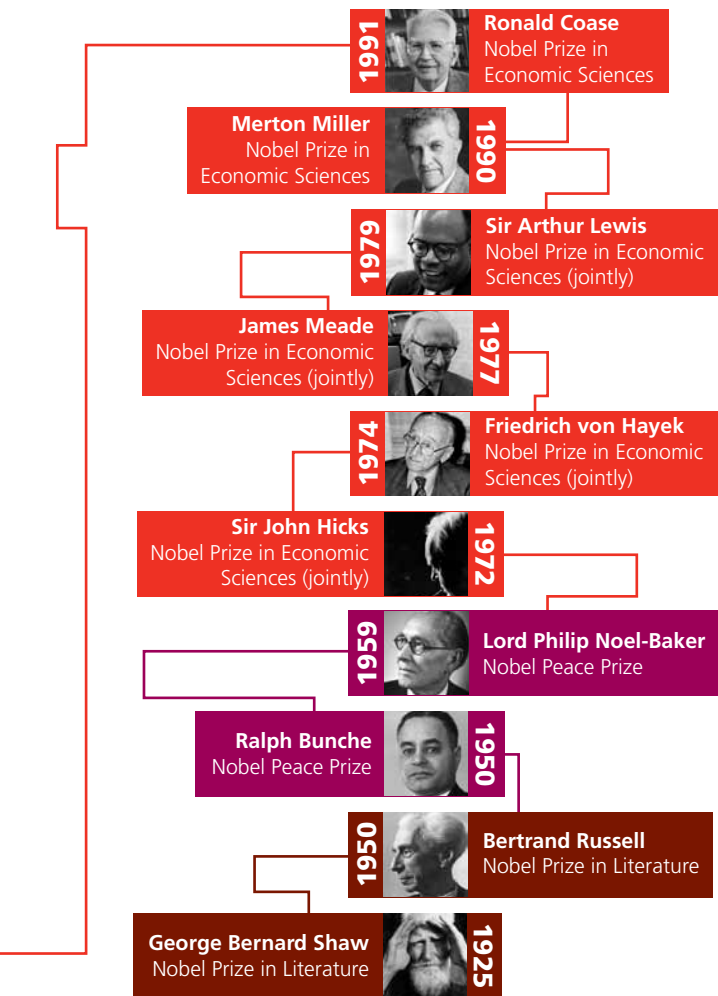 1991
Ronald Coase
Nobel Prize in
Economic Sciences
Merton Miller
Nobel Prize in
Economic Sciences
1990
1979
Sir Arthur Lewis
Nobel Prize in Economic
Sciences (jointly)
James Meade
Nobel Prize in Economic
Sciences (jointly)
1977
1974
Friedrich von Hayek
Nobel Prize in Economic
Sciences (jointly)
Sir John Hicks
Nobel Prize in Economic
Sciences (jointly)
1972
1959
Lord Philip Noel-Baker
Nobel Peace Prize
Ralph Bunche
Nobel Peace Prize
1950
1950
Bertrand Russell
Nobel Prize in Literature
George Bernard Shaw
Nobel Prize in Literature
1925